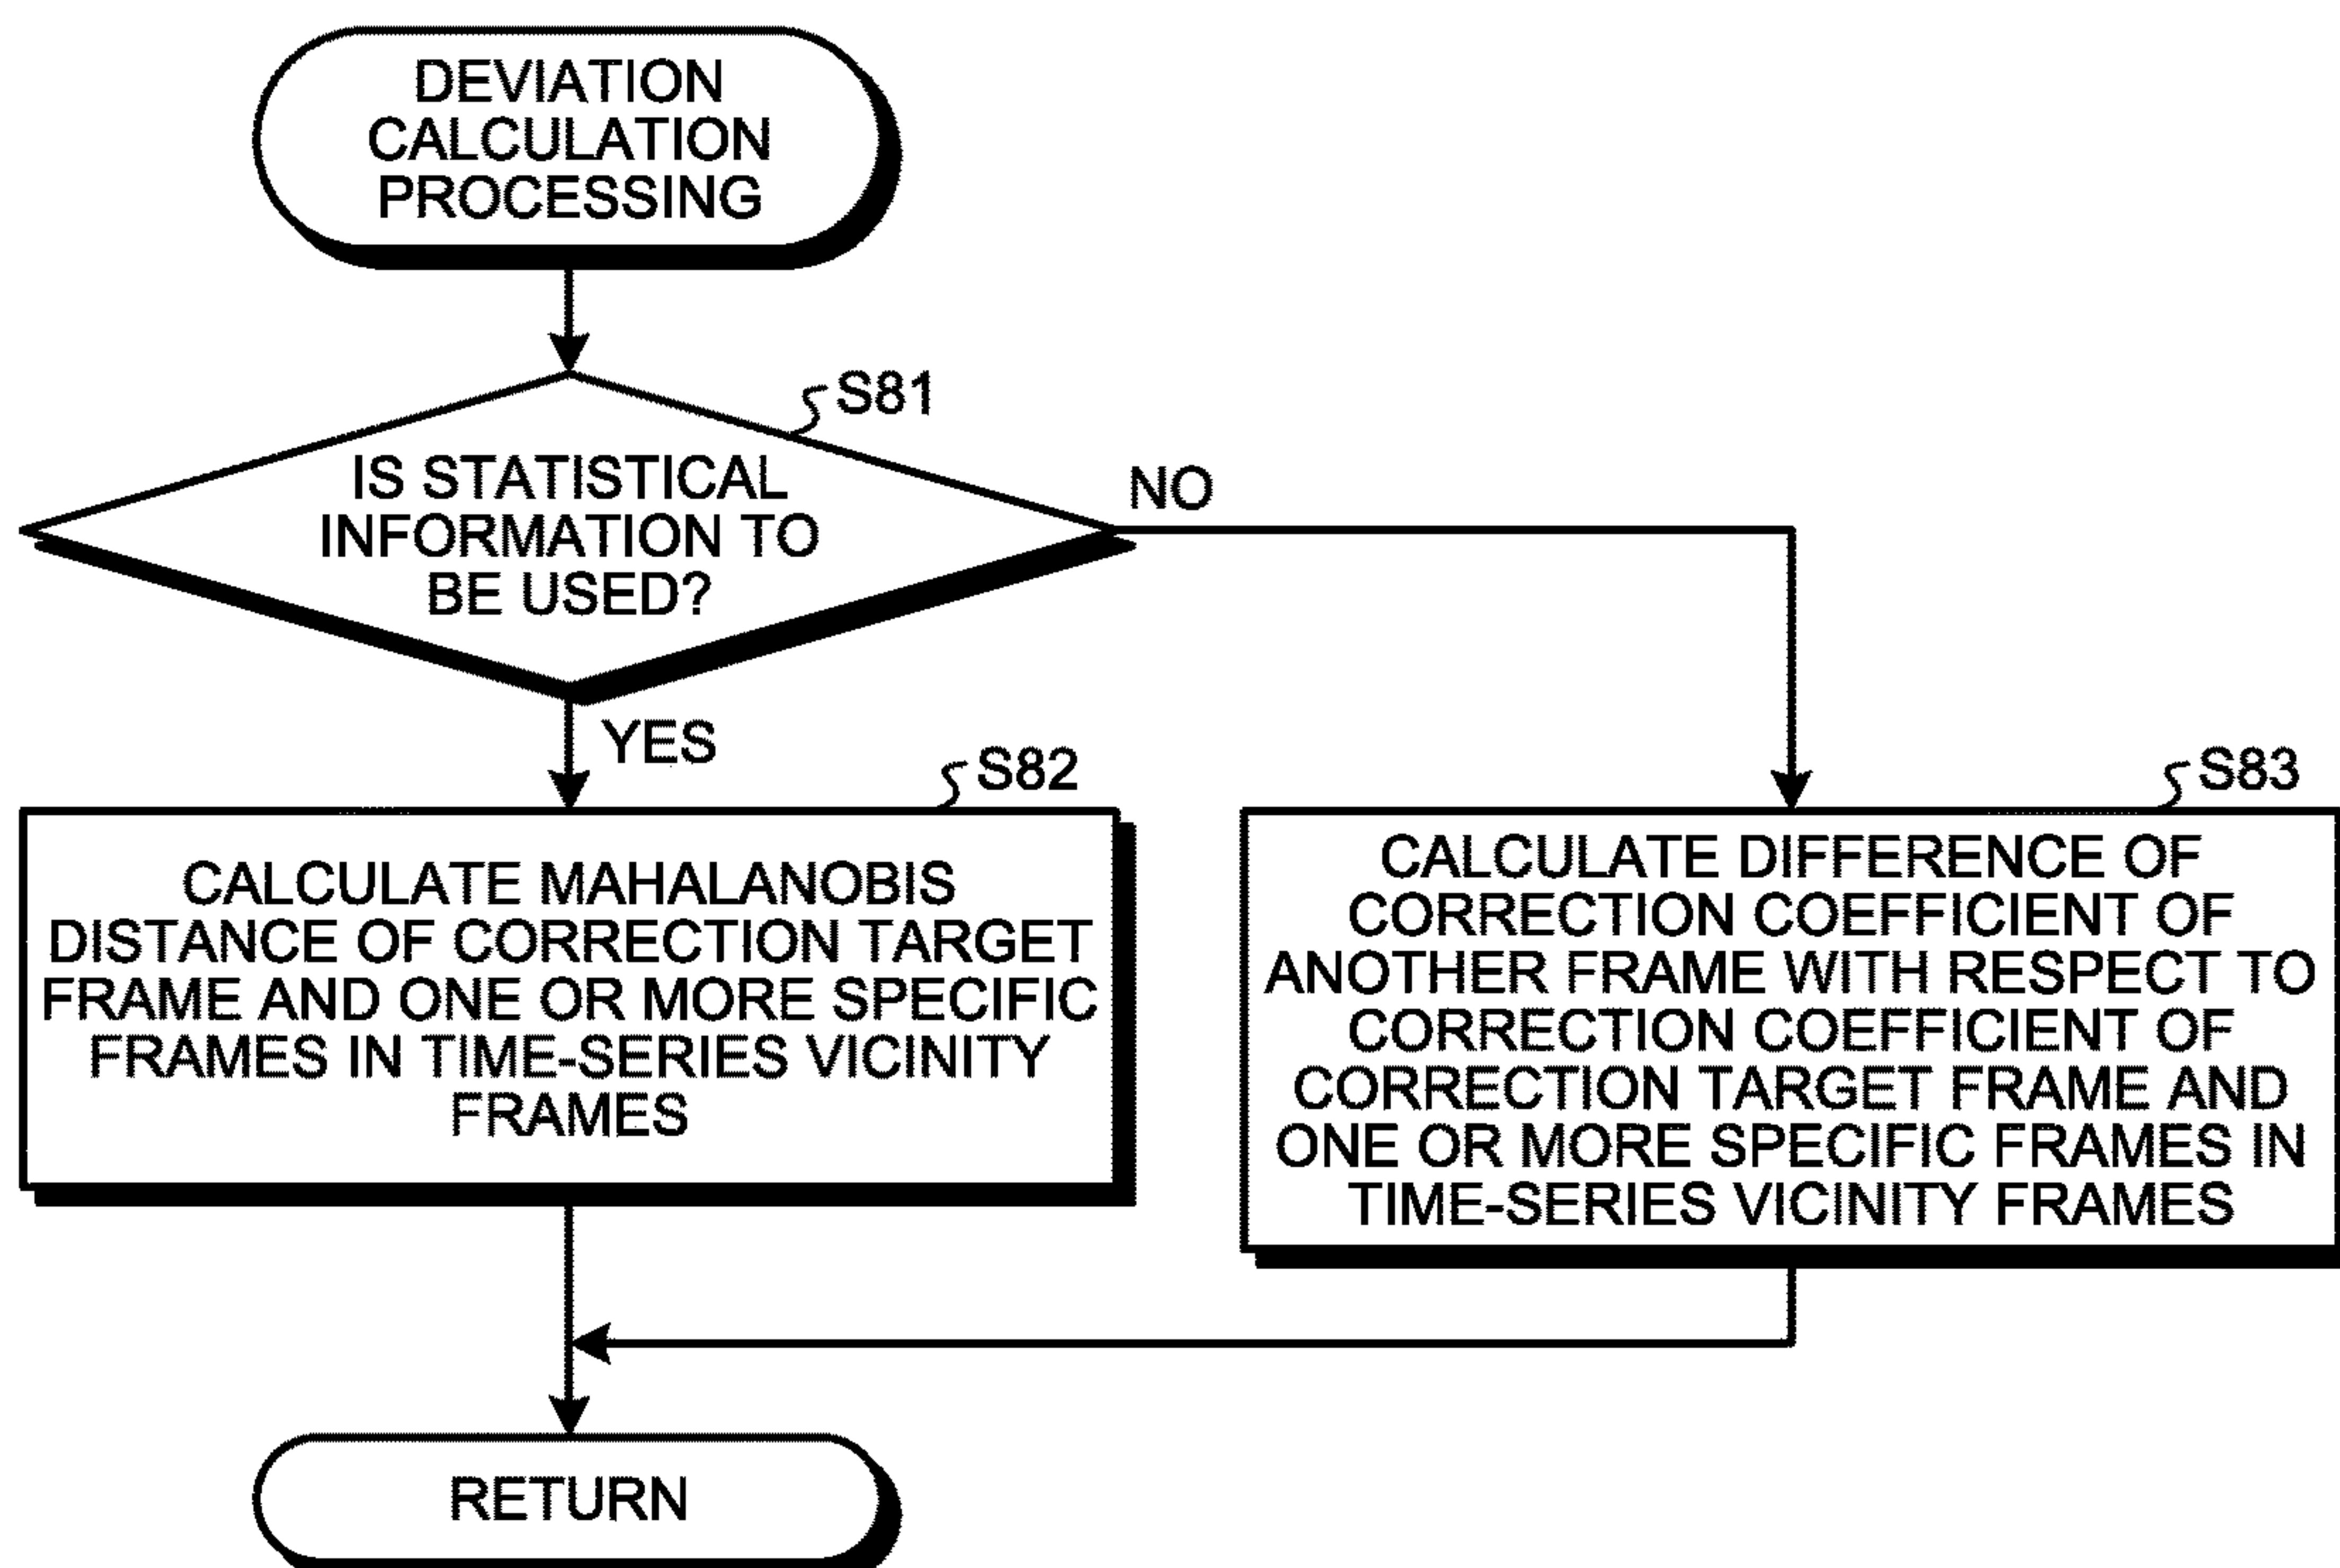 DEVIATION
CALCULATION
PROCESSING
S81
IS STATISTICAL
INFORMATION TO
BE USED?
NO
YES
S82
CALCULATE MAHALANOBIS
DISTANCE OF CORRECTION TARGET
FRAME AND ONE OR MORE SPECIFIC
FRAMES IN TIME-SERIES VICINITY
FRAMES
S83
CALCULATE DIFFERENCE OF
CORRECTION COEFFICIENT OF
ANOTHER FRAME WITH RESPECT TO
CORRECTION COEFFICIENT OF
CORRECTION TARGET FRAME AND
ONE OR MORE SPECIFIC FRAMES IN
TIME-SERIES VICINITY FRAMES
RETURN